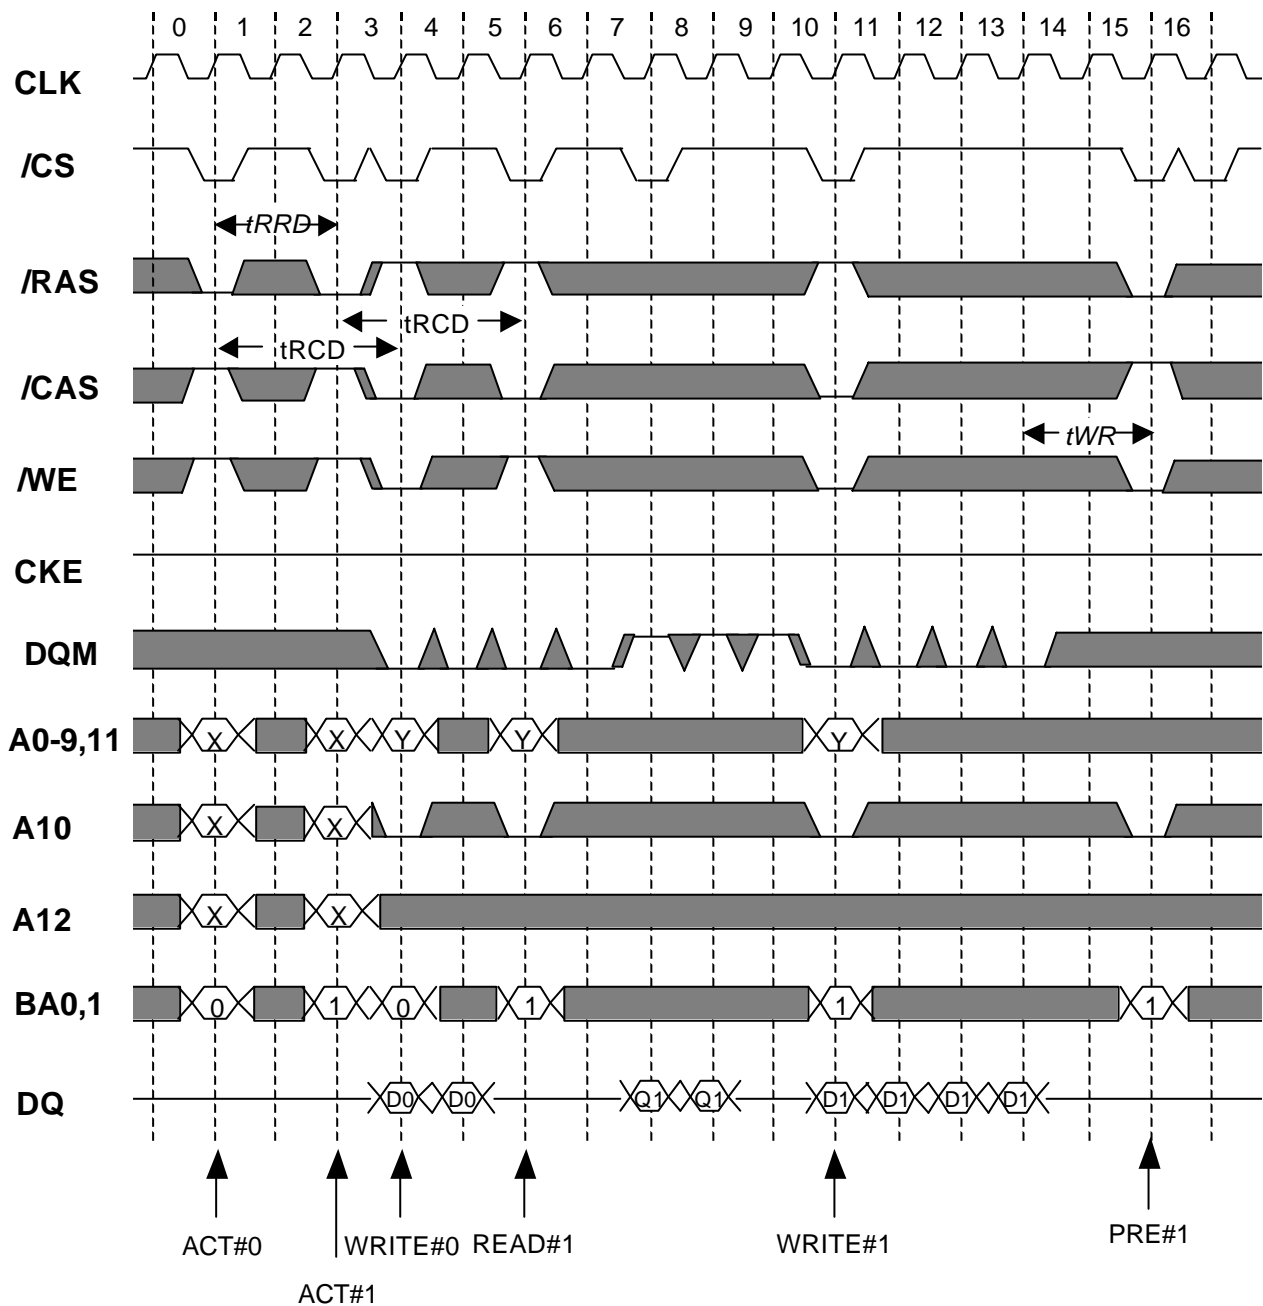 0 1 2 3 4 5 6 7 8 9 10 11 12 13 14 15 16
CLK
/CS
tRRD
/RAS
tRCD
tRCD
/CAS
tWR
/WE
CKE
DQM
A0-9,11 X X Y Y Y
A10 X X
A12 X X
BA0,1 0 1 0 1 1 1
DQ D0 D0 Q1 Q1 D1 D1 D1 D1
ACT#0 WRITE#0 READ#1 WRITE#1 PRE#1
ACT#1